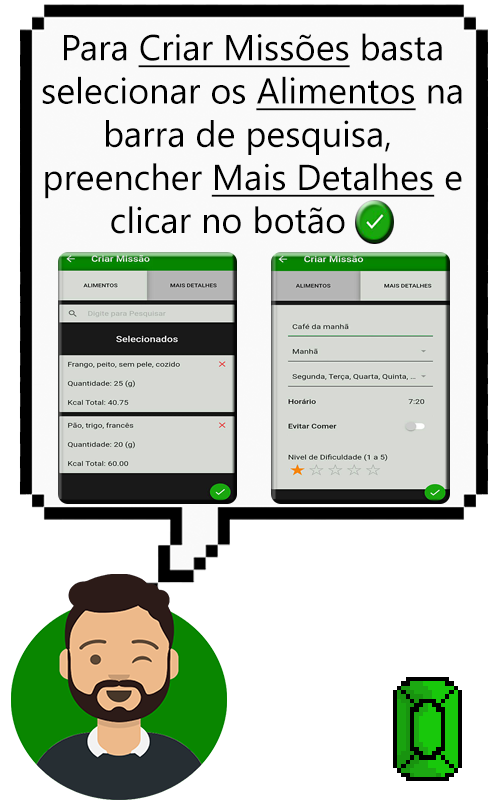 Para Criar Missões basta
selecionar os Alimentos na
barra de pesquisa,
preencher Mais Detalhes e
clicar no botão
Criar Missão
ALIMENTOS MAIS DETALHES
Digite para Pesquisar
Selecionados
Frango, peito, sem pele, cozido
Quantidade: 25 (g)
Kcal Total: 40.75
Pão, trigo, francês
Quantidade: 20 (g)
Kcal Total: 60.00
Criar Missão
ALIMENTOS MAIS DETALHES
Café da manhã
Manhã
Segunda, Terça, Quarta, Quinta, ...
Horário 7:20
Evitar Comer
Nivel de Dificuldade (1 a 5)